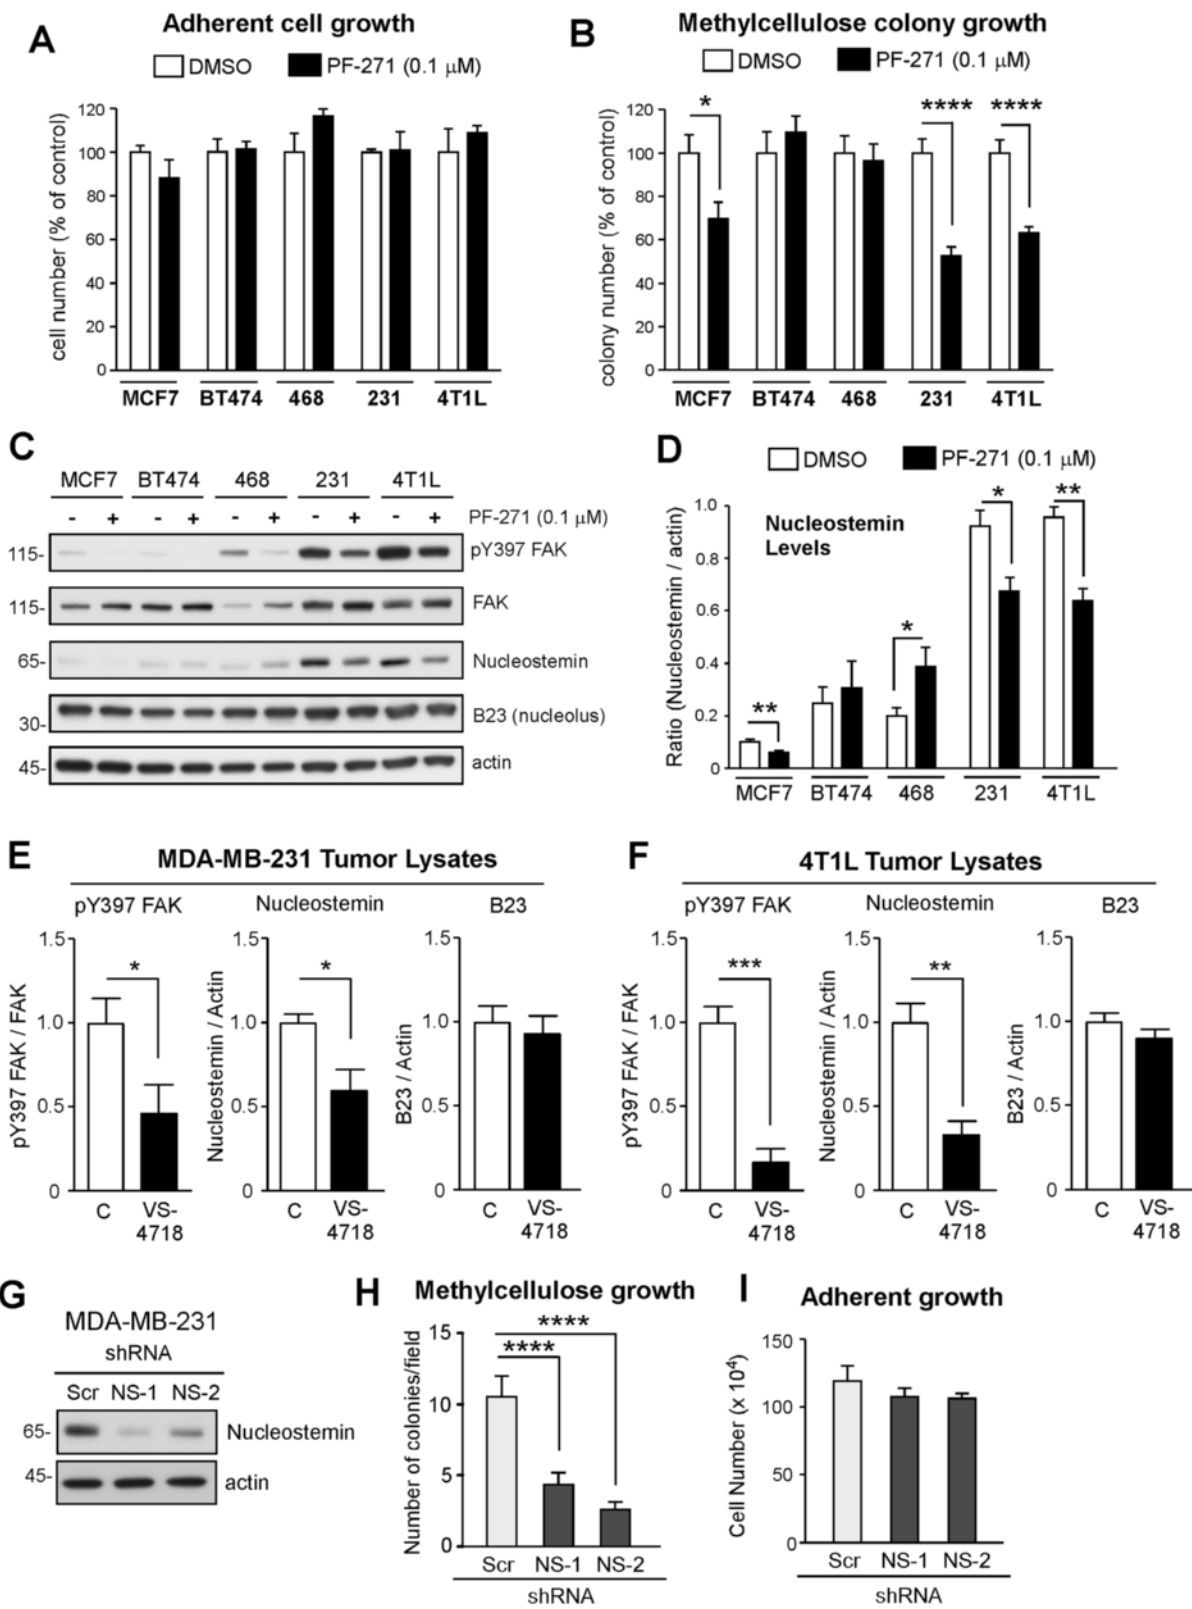 A
Adherent cell growth
DMSO PF-271 (0.1 μM)
cell number (% of control)
120
100
80
60
40
20
0
MCF7 BT474 468 231 4T1L
B
Methylcellulose colony growth
DMSO PF-271 (0.1 μM)
colony number (% of control)
120
100
80
60
40
20
0
* **** ****
MCF7 BT474 468 231 4T1L
C
MCF7 BT474 468 231 4T1L
- + - + - + - + - + PF-271 (0.1 μM)
115- pY397 FAK
115- FAK
65- Nucleostemin
30- B23 (nucleolus)
45- actin
D
DMSO PF-271 (0.1 μM)
Nucleostemin
Levels
Ratio (Nucleostemin / actin)
1.0
0.8
0.6
0.4
0.2
0
** * * **
MCF7 BT474 468 231 4T1L
E
MDA-MB-231 Tumor Lysates
pY397 FAK Nucleostemin B23
pY397 FAK / FAK
1.5
1.0
0.5
0
*
C VS-
4718
Nucleostemin / Actin
1.5
1.0
0.5
0
*
C VS-
4718
B23 / Actin
1.5
1.0
0.5
0
C VS-
4718
F
4T1L Tumor Lysates
pY397 FAK Nucleostemin B23
pY397 FAK / FAK
1.5
1.0
0.5
0
***
C VS-
4718
Nucleostemin / Actin
1.5
1.0
0.5
0
**
C VS-
4718
B23 / Actin
1.5
1.0
0.5
0
C VS-
4718
G
MDA-MB-231
shRNA
Scr NS-1 NS-2
65- Nucleostemin
45- actin
H
Methylcellulose growth
Number of colonies/field
15
10
5
0
****
****
Scr NS-1 NS-2
shRNA
I
Adherent growth
Cell Number (x 10⁴)
150
100
50
0
Scr NS-1 NS-2
shRNA